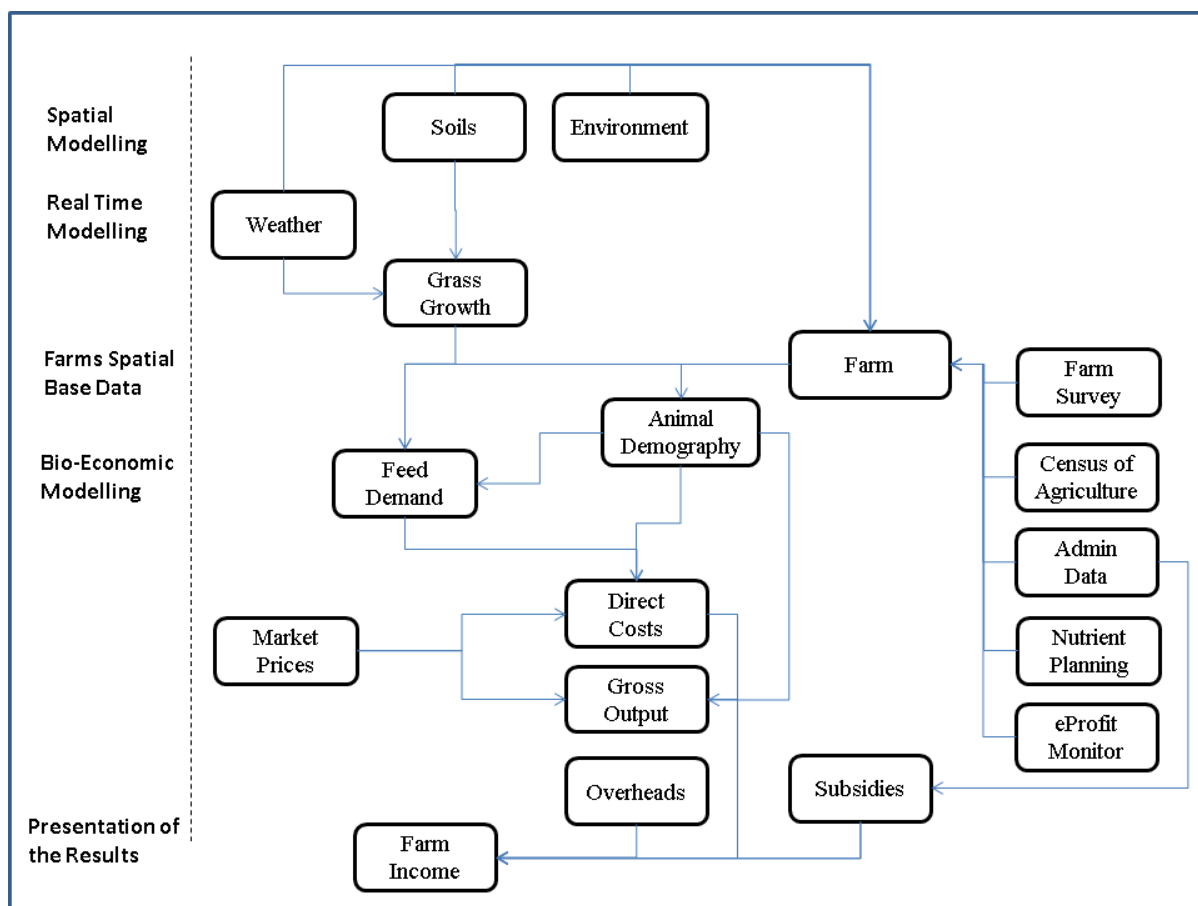 Spatial
Modelling
Soils
Environment
Real Time
Modelling
Weather
Grass
Growth
Farms Spatial
Base Data
Farm
Farm
Survey
Animal
Demography
Bio-Economic
Modelling
Feed
Demand
Census of
Agriculture
Admin
Data
Direct
Costs
Market
Prices
Nutrient
Planning
Gross
Output
eProfit
Monitor
Overheads
Subsidies
Presentation of
the Results
Farm
Income